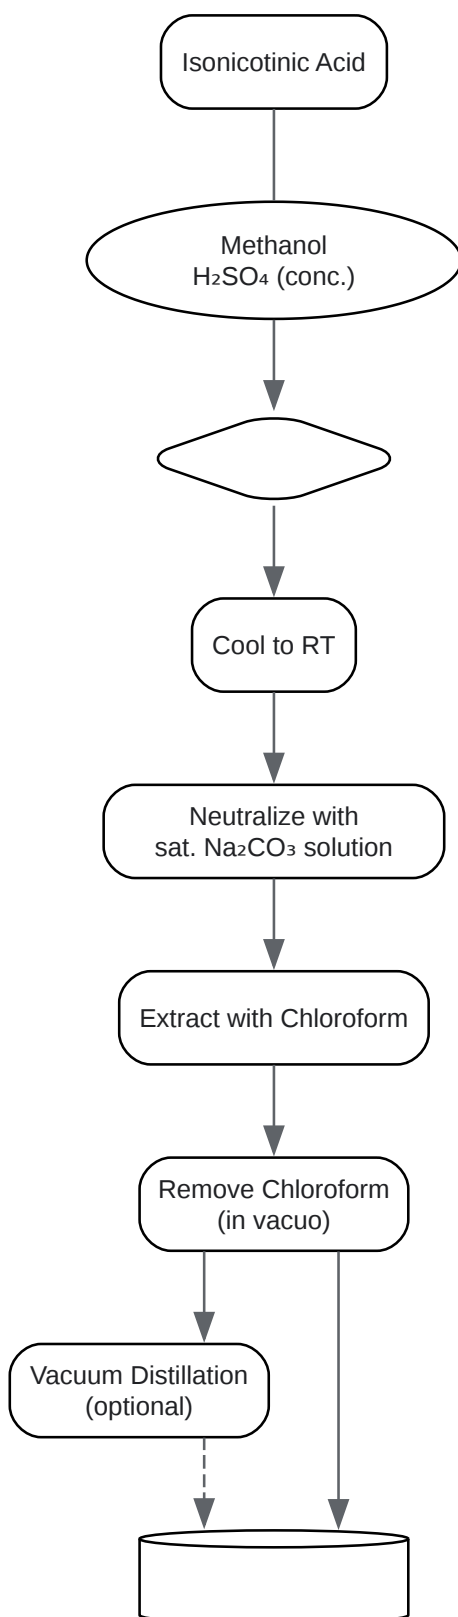 Isonicotinic Acid
Methanol
H₂SO₄ (conc.)
Cool to RT
Neutralize with
sat. Na₂CO₃ solution
Extract with Chloroform
Remove Chloroform
(in vacuo)
Vacuum Distillation
(optional)